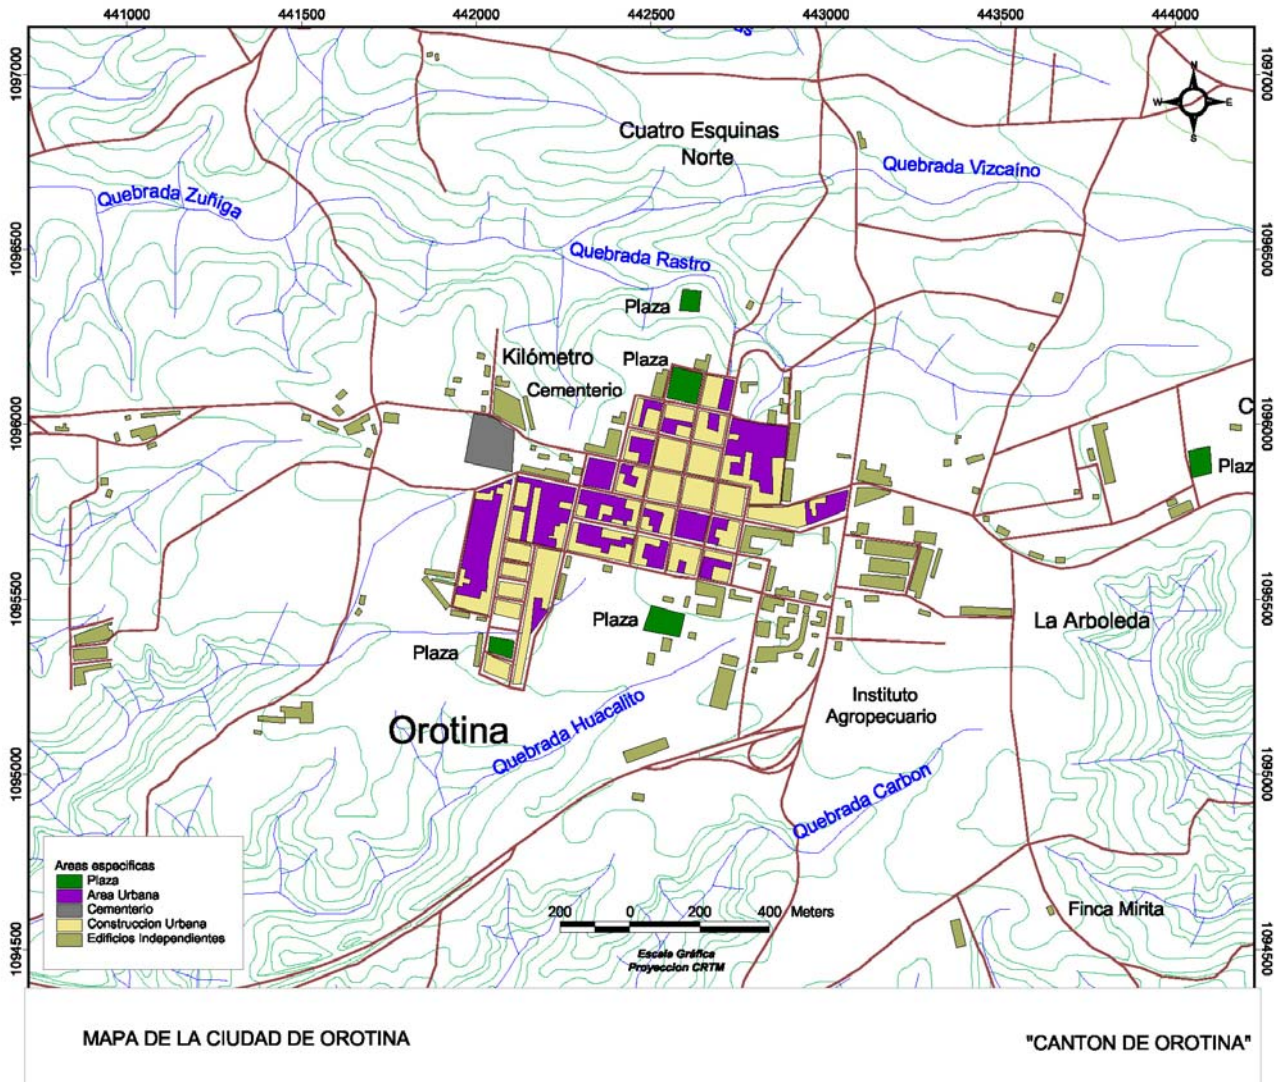 441000 441500 442000 442500 443000 443500 444000
1097000
1097000
N
W E
S
Cuatro Esquinas
Norte
Quebrada Vizcaíno
Quebrada Zuñiga
1096500
1096500
Quebrada Rastro
Plaza
Kilómetro
Plaza
Cementerio
1096000
1096000
C
Plaz
1095500
1095500
Plaza
La Arboleda
Plaza
Instituto
Agropecuario
Orotina
Quebrada Huacalito
1095000
1095000
Quebrada Carbon
Areas especificas
Plaza
Area Urbana
Cementerio
Construccion Urbana
Edificios Independientes
200 0 200 400 Meters
Escala Gráfica
Proyeccion CRTM
Finca Mirita
1094500
1094500
MAPA DE LA CIUDAD DE OROTINA
"CANTON DE OROTINA"